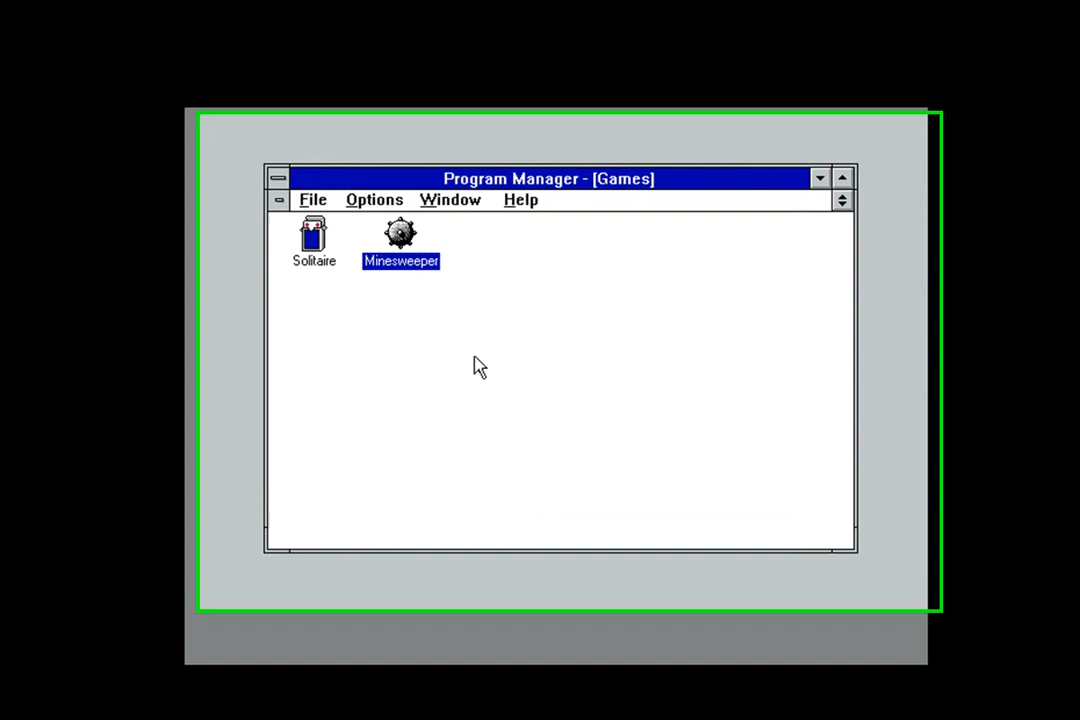 Program Manager - [Games]
File Options Window Help
Solitaire Minesweeper